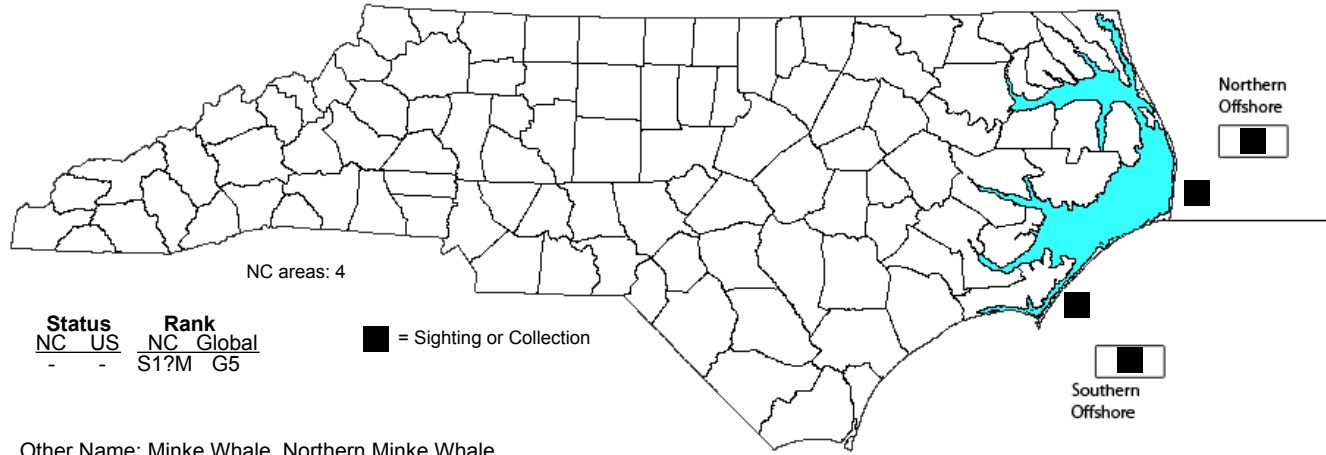 Northern
Offshore
NC areas: 4
Status Rank
NC US NC Global
- - S1?M G5
= Sighting or Collection
Southern
Offshore
Other Name: Minke Whale, Northern Minke Whale